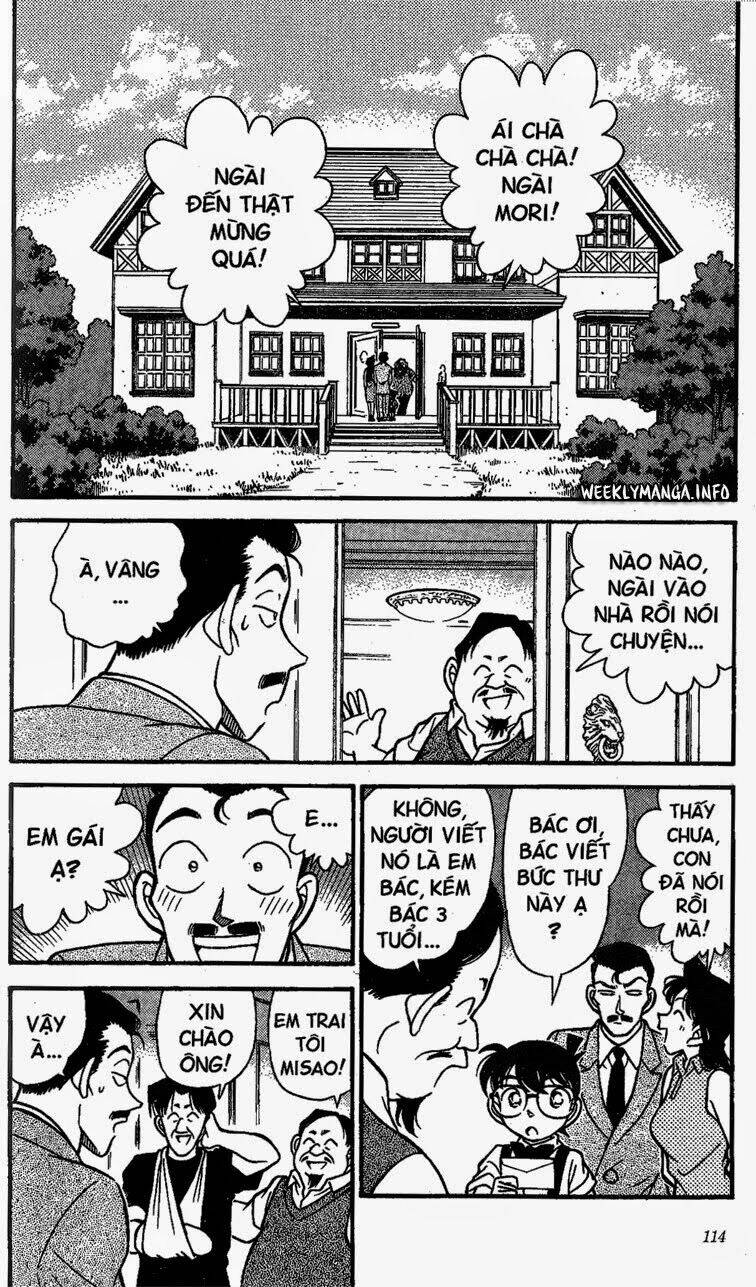 ÁI CHÀ
CHÀ CHÀ!
NGÀI
MORI!
NGÀI
ĐẾN THẬT
MỪNG
QUÁ!
WEEKLYMANGA.INFO
NÀO NÀO,
NGÀI VÀO
NHÀ RỒI NÓI
CHUYỆN...
À, VÂNG
...
THẤY
CHƯA,
CON
ĐÃ NÓI
RỒI
MÀ!
BÁC ƠI,
BÁC VIẾT
BỨC THƯ
NÀY Ạ
?
KHÔNG,
NGƯỜI VIẾT
NÓ LÀ EM
BÁC, KÉM
BÁC 3
TUỔI...
E...
EM GÁI
Ạ?
EM TRAI
TÔI
MISAO!
XIN
CHÀO
ÔNG!
VẬY
À...
114